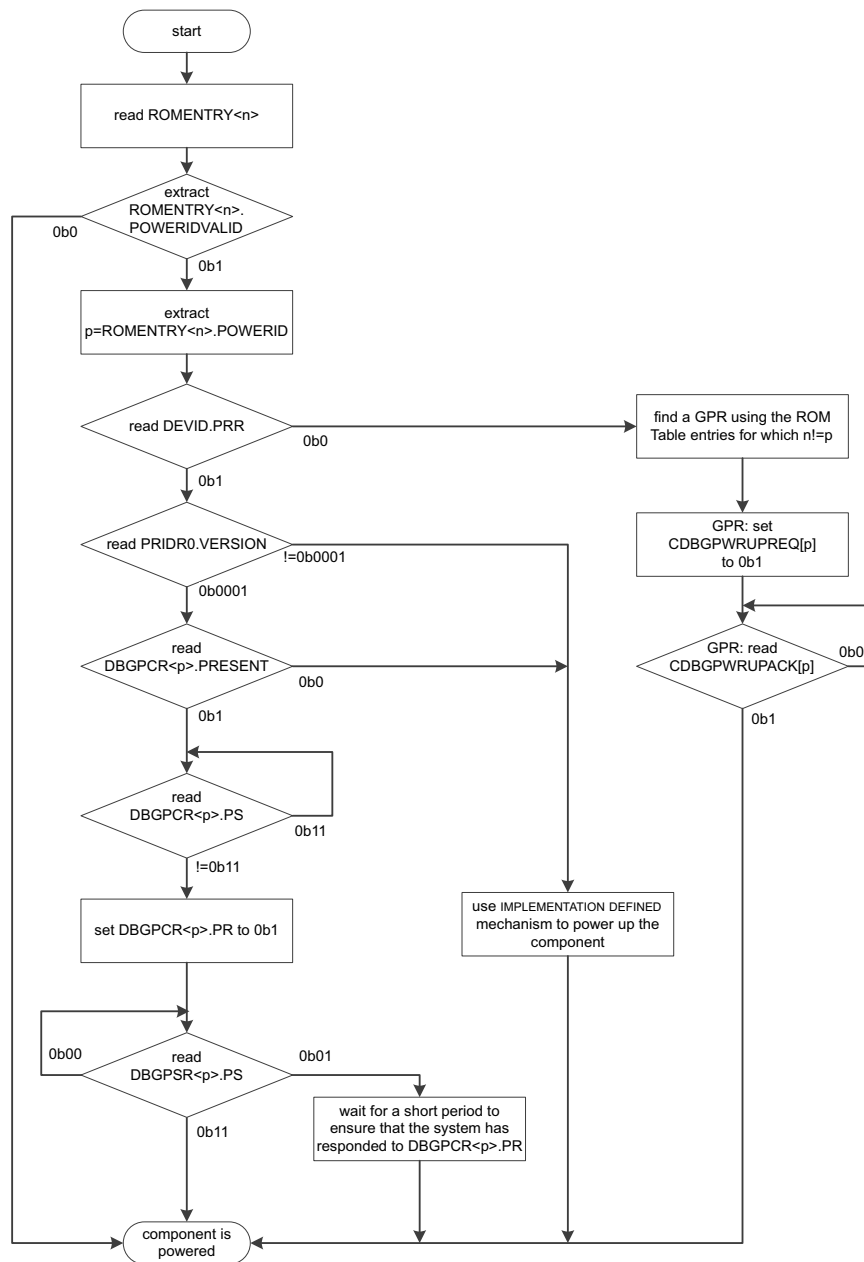 start
read ROMENTRY<n>
extract
ROMENTRY<n>.
POWERIDVALID
0b0
0b1
extract
p=ROMENTRY<n>.POWERID
read DEVID.PRR
0b0
0b1
find a GPR using the ROM
Table entries for which n!=p
read PRIDR0.VERSION
!=0b0001
0b0001
GPR: set
CDBGPWRUPREQ[p]
to 0b1
read
DBGPCR<p>.PRESENT
0b0
0b1
GPR: read
CDBGPWRUPACK[p]
0b0
0b1
read
DBGPCR<p>.PS
0b11
!=0b11
set DBGPCR<p>.PR to 0b1
use IMPLEMENTATION DEFINED
mechanism to power up the
component
read
DBGPSR<p>.PS
0b00
0b01
0b11
wait for a short period to
ensure that the system has
responded to DBGPCR<p>.PR
component is
powered